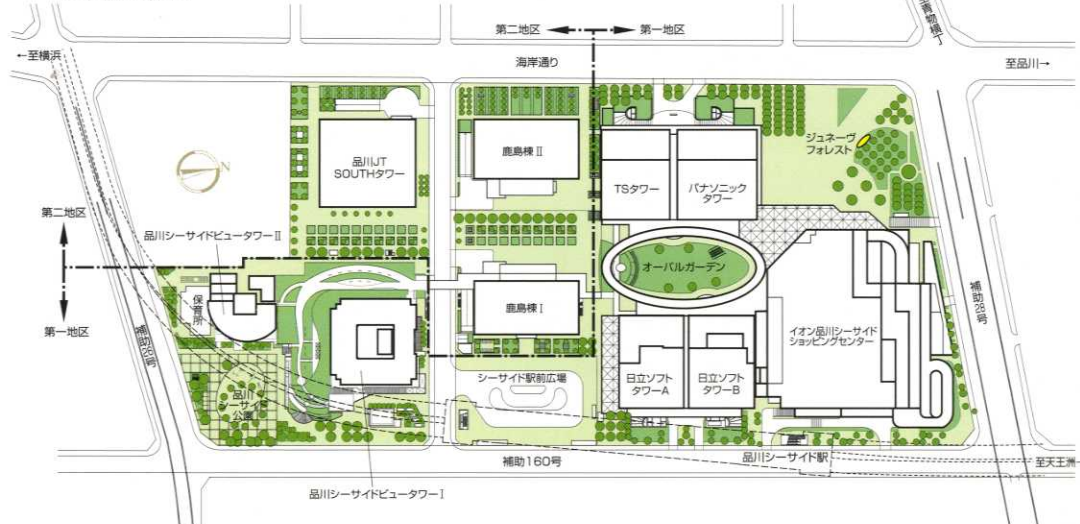 第二地区
第一地区
至青物横丁
←至横浜
海岸通り
至品川→
品川JT
SOUTHタワー
鹿島棟Ⅱ
TSタワー
パナソニック
タワー
ジュネーヴ
フォレスト
N
第二地区
第一地区
品川シーサイドビュータワーⅡ
保育所
オーバルガーデン
鹿島棟Ⅰ
イオン品川シーサイド
ショッピングセンター
補助28号
補助26号
品川
シーサイド
公園
シーサイド駅前広場
日立ソフト
タワーA
日立ソフト
タワーB
品川シーサイド駅
至天王洲
補助160号
品川シーサイドビュータワーⅠ